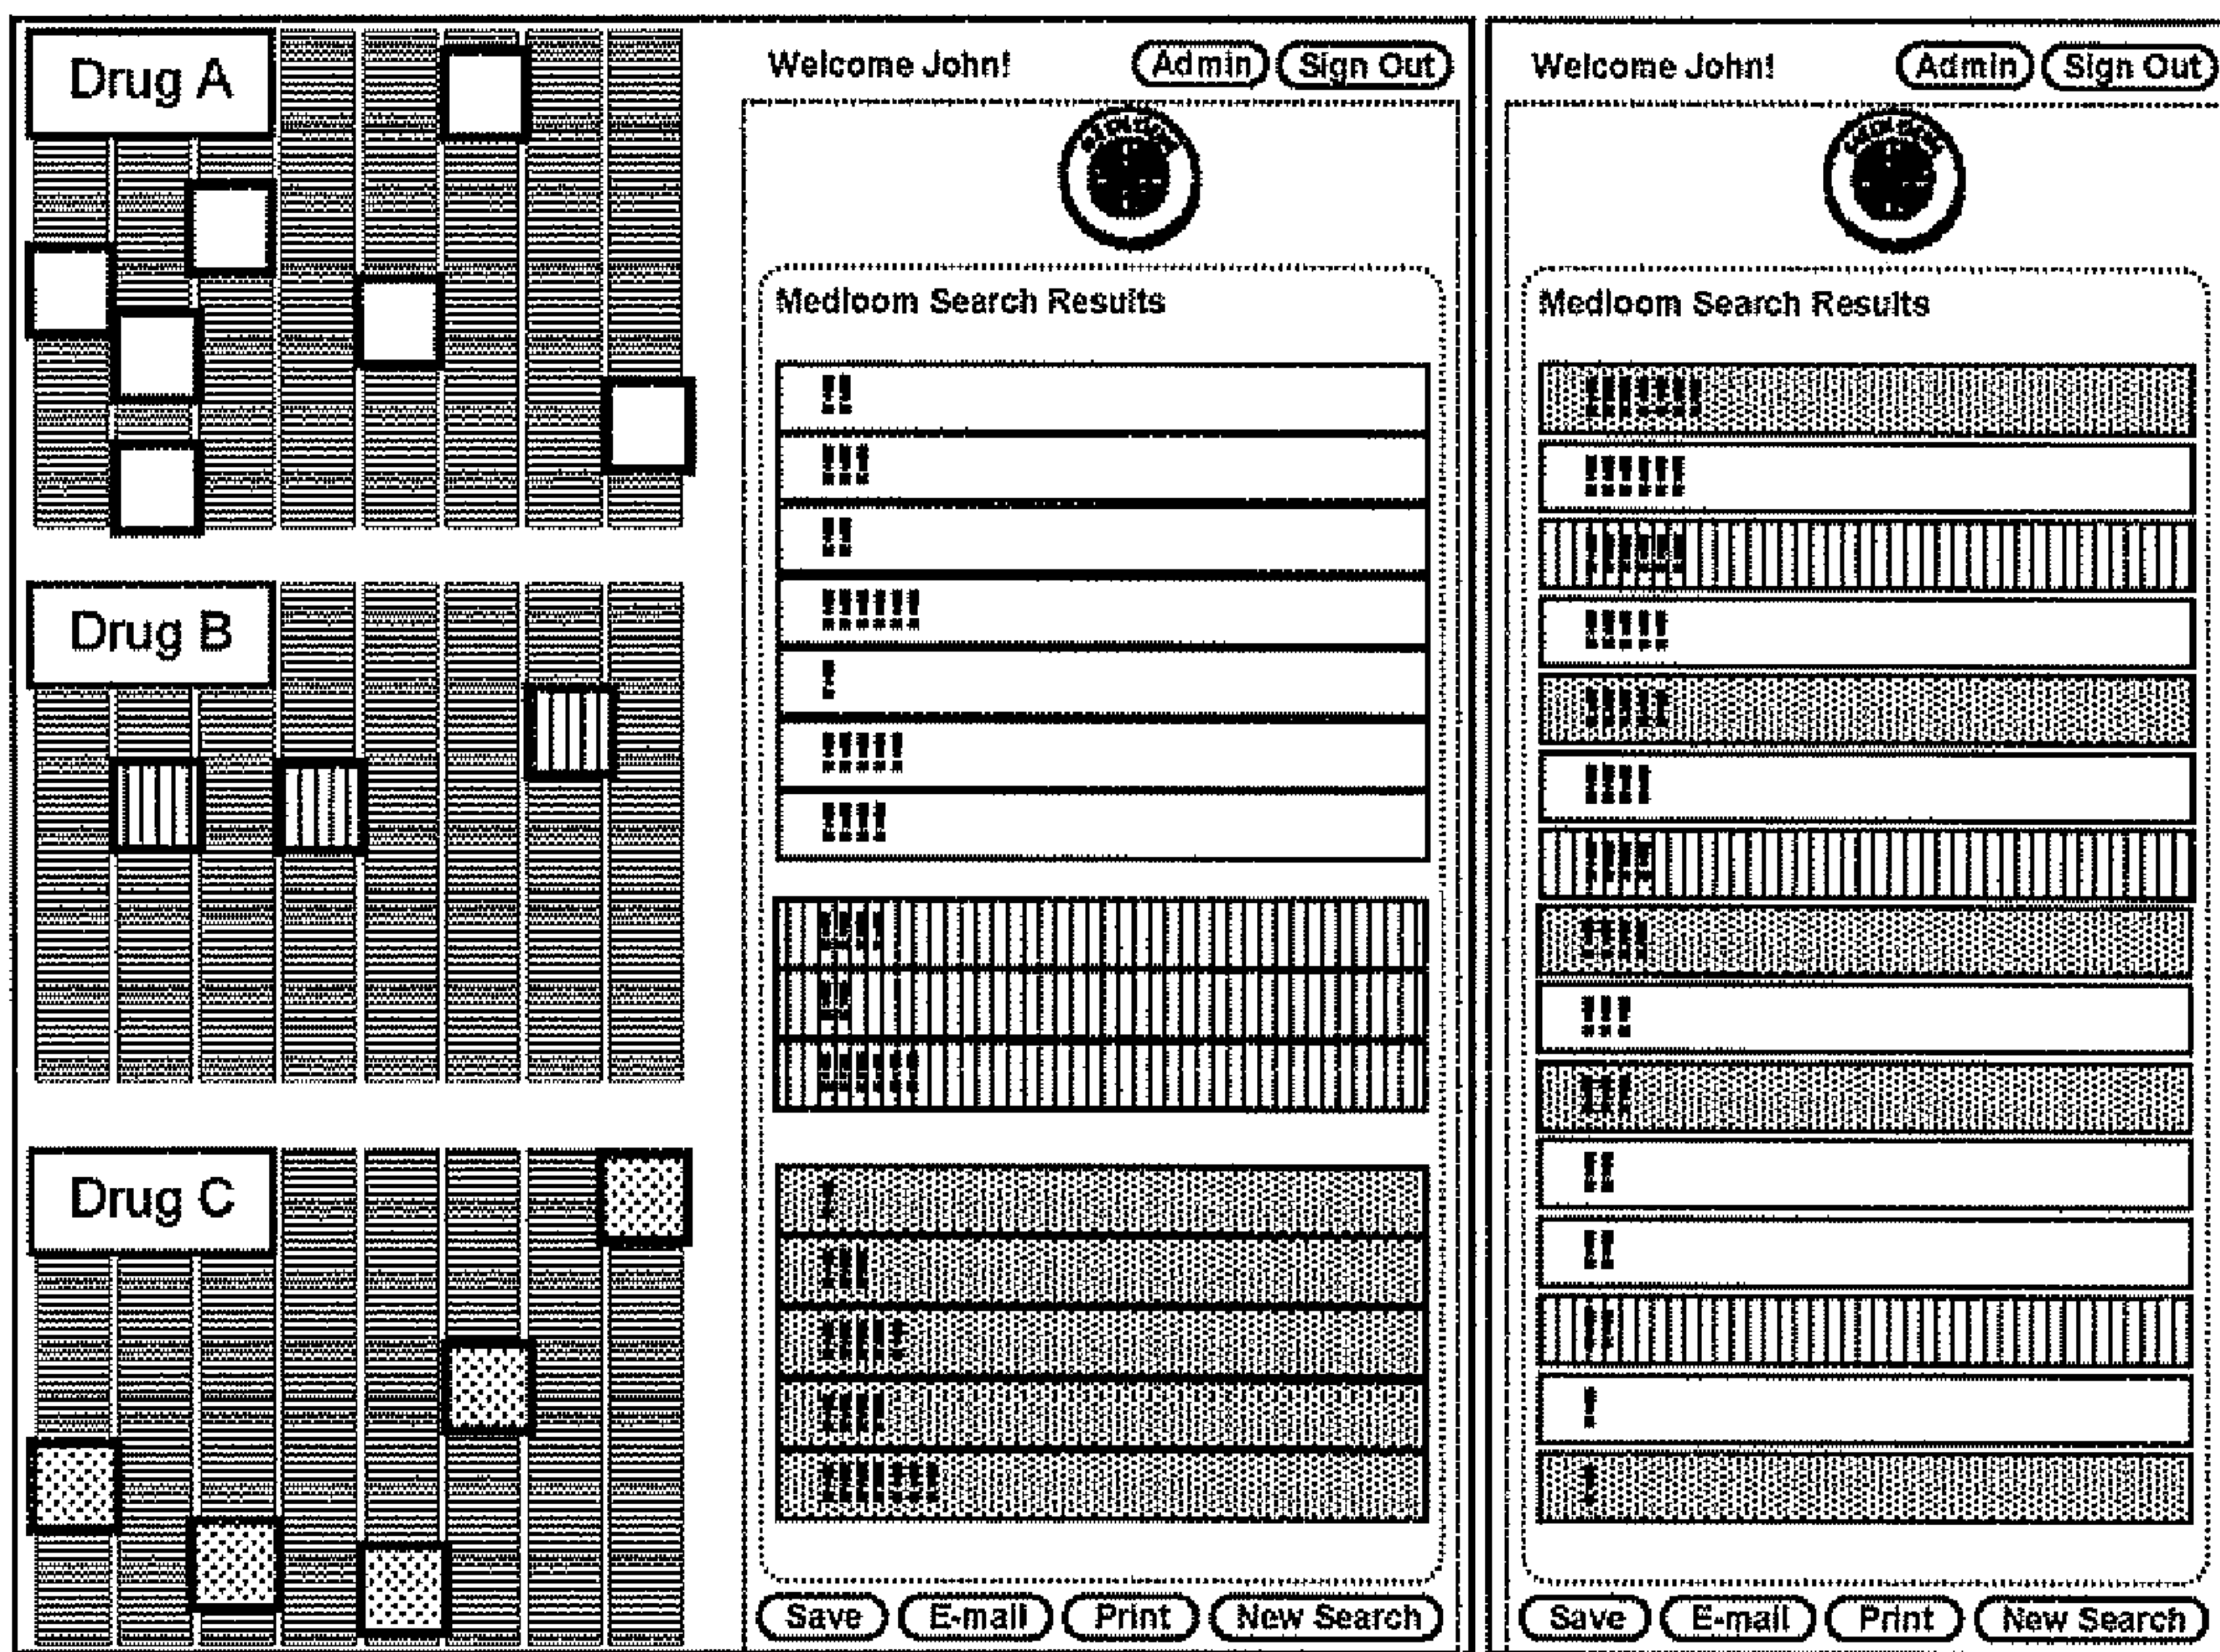 Drug A
Drug B
Drug C
Welcome John!
Admin
Sign Out
Medloom Search Results
Save
E-mail
Print
New Search
Welcome John!
Admin
Sign Out
Medloom Search Results
Save
E-mail
Print
New Search